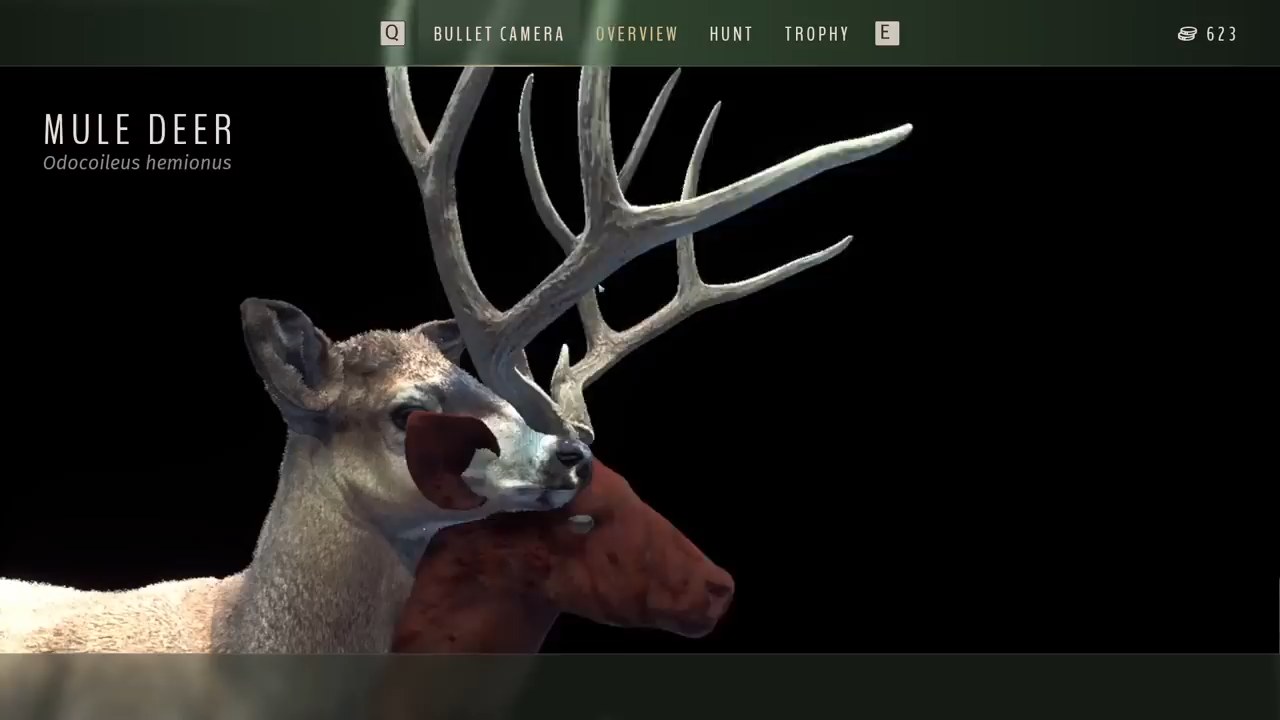 Q BULLET CAMERA OVERVIEW HUNT TROPHY E 623
MULE DEER
Odocoileus hemionus